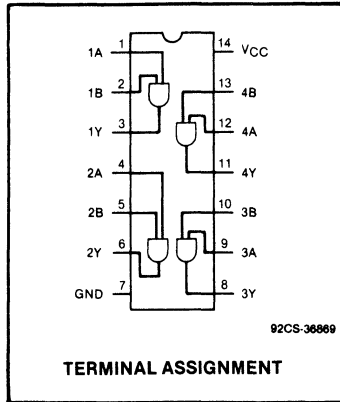 1A 1 14 VCC
1B 2 13 4B
1Y 3 12 4A
2A 4 11 4Y
2B 5 10 3B
2Y 6 9 3A
GND 7 8 3Y
92CS-36869
TERMINAL ASSIGNMENT